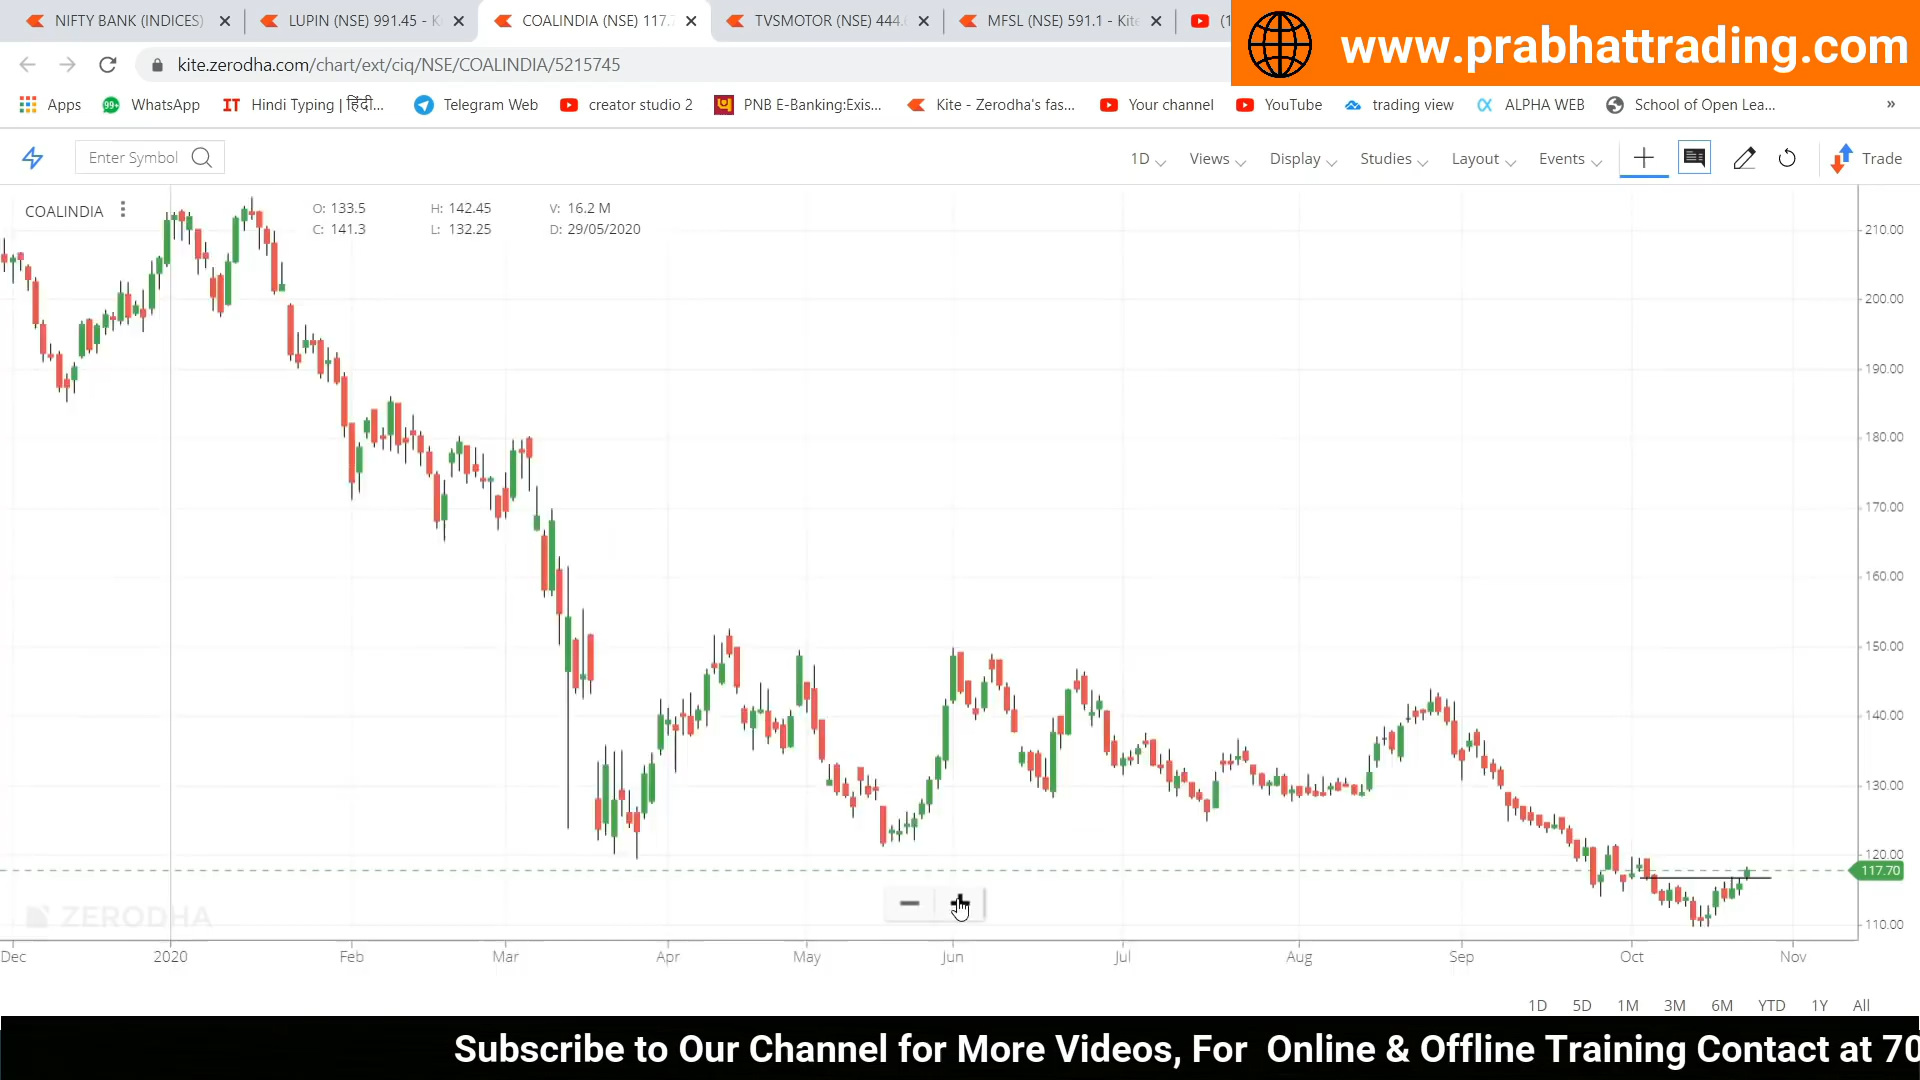 NIFTY BANK (INDICES) LUPIN (NSE) 991.45 - K COALINDIA (NSE) 117.7 TVSMOTOR (NSE) 444. MFSL (NSE) 591.1 - Kite (1
www.prabhattrading.com
kite.zerodha.com/chart/ext/ciq/NSE/COALINDIA/5215745
Apps 99+ WhatsApp IT Hindi Typing | हिंदी... Telegram Web creator studio 2 PNB E-Banking:Exis... Kite - Zerodha's fas... Your channel YouTube trading view ALPHA WEB School of Open Lea... »
Enter Symbol 1D Views Display Studies Layout Events Trade
COALINDIA O: 133.5 H: 142.45 V: 16.2 M
C: 141.3 L: 132.25 D: 29/05/2020
210.00
200.00
190.00
180.00
170.00
160.00
150.00
140.00
130.00
120.00
117.70
110.00
ZERODHA
Dec 2020 Feb Mar Apr May Jun Jul Aug Sep Oct Nov
1D 5D 1M 3M 6M YTD 1Y All
Subscribe to Our Channel for More Videos, For Online & Offline Training Contact at 70